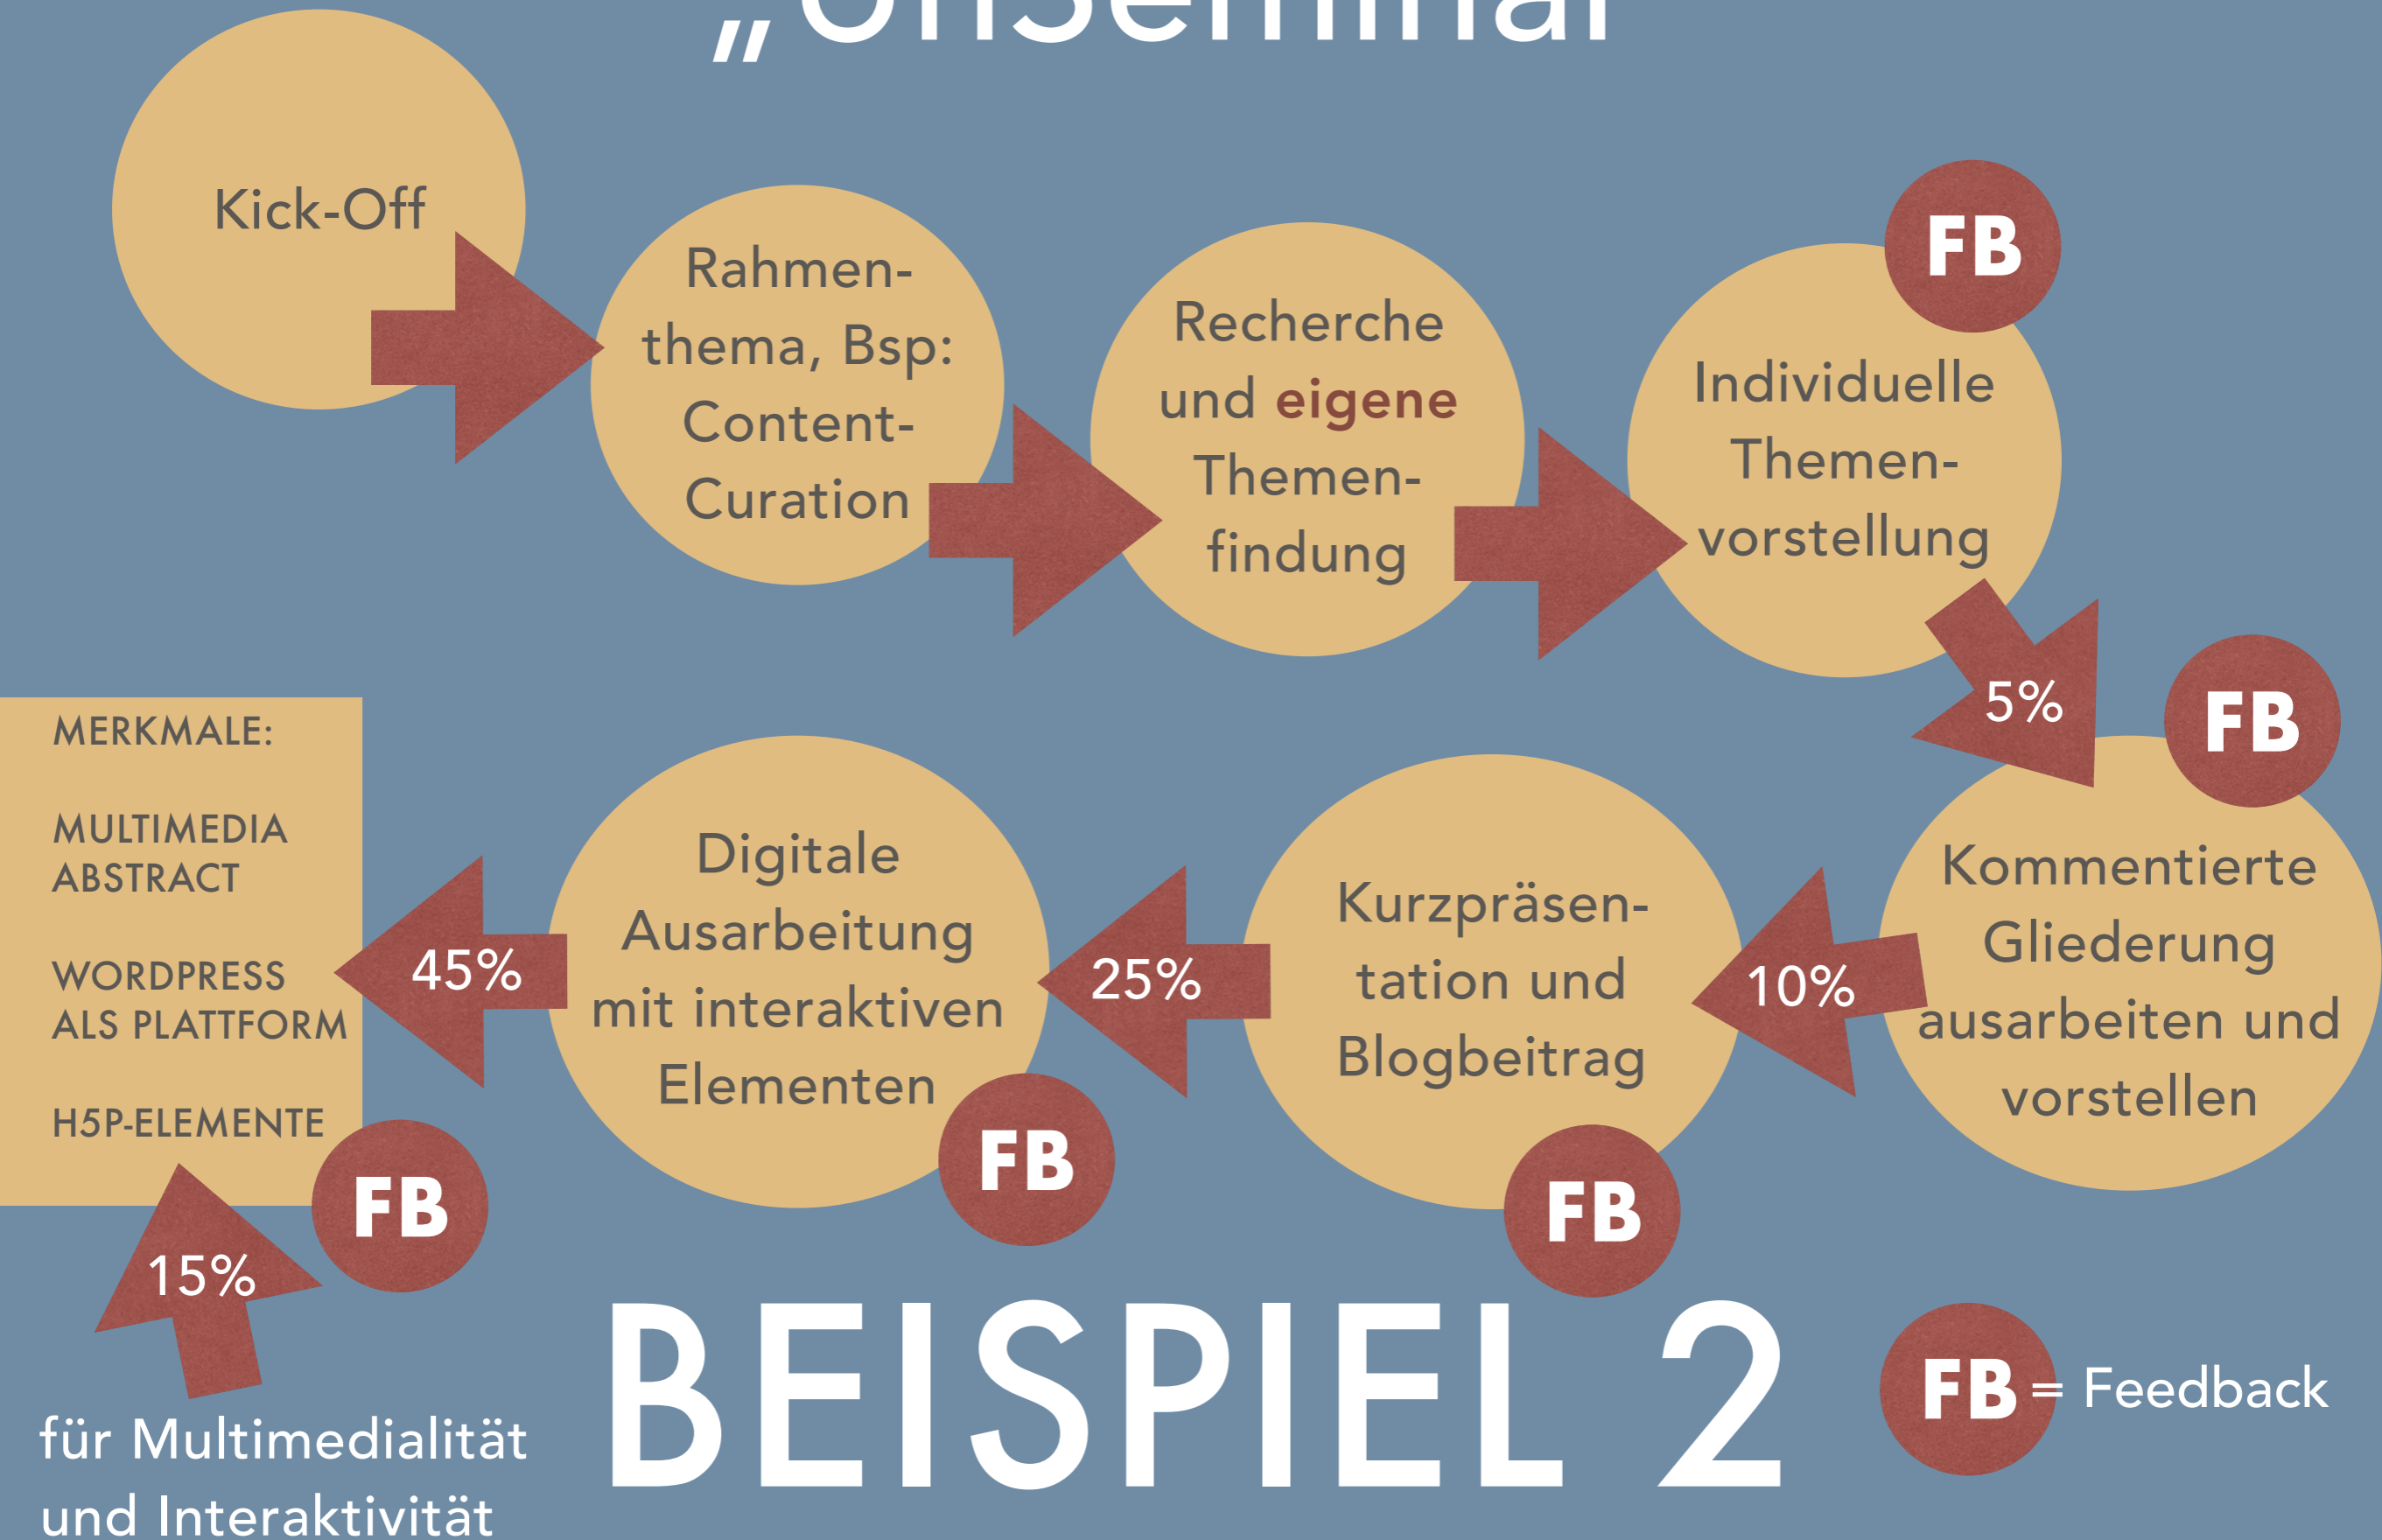 „UnSeminar
Kick-Off
Rahmen-
thema, Bsp:
Content-
Curation
Recherche
und eigene
Themen-
findung
FB
Individuelle
Themen-
vorstellung
5%
FB
Kommentierte
Gliederung
ausarbeiten und
vorstellen
10%
Kurzpräsen-
tation und
Blogbeitrag
FB
25%
Digitale
Ausarbeitung
mit interaktiven
Elementen
FB
45%
MERKMALE:
MULTIMEDIA
ABSTRACT
WORDPRESS
ALS PLATTFORM
H5P-ELEMENTE
FB
15%
für Multimedialität
und Interaktivität
BEISPIEL 2
FB = Feedback